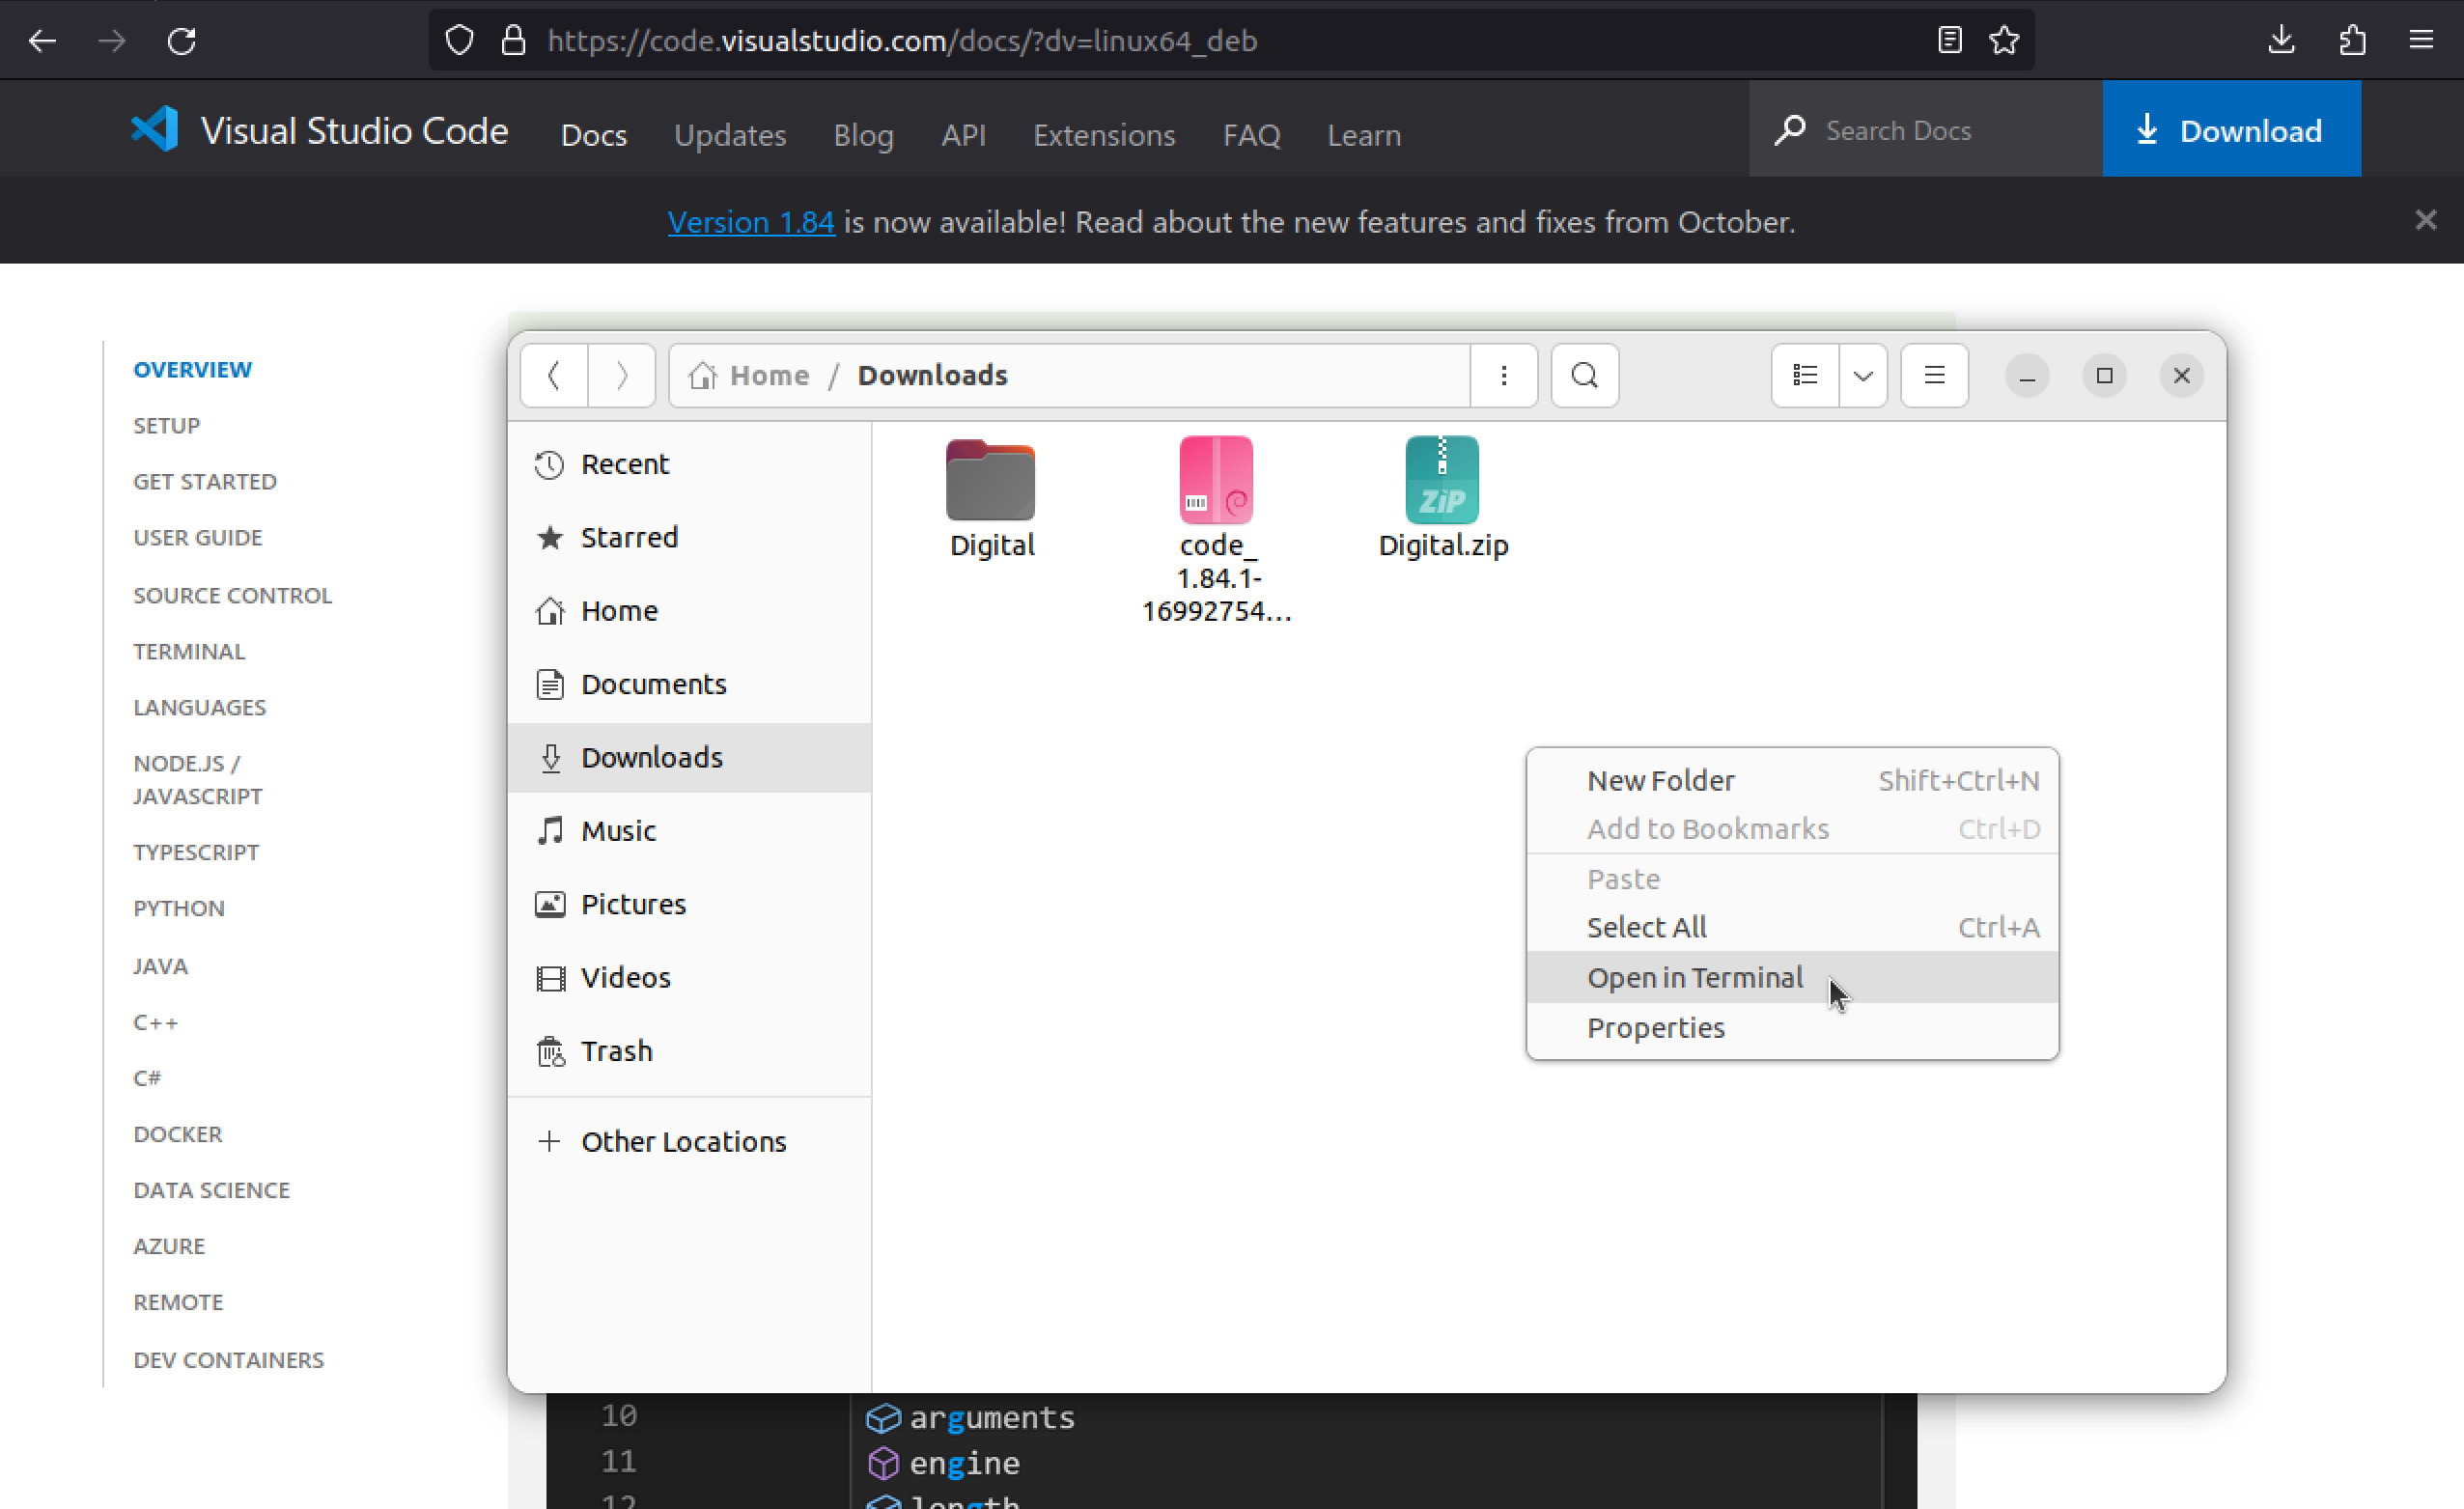 https://code.visualstudio.com/docs/?dv=linux64_deb
Visual Studio Code Docs Updates Blog API Extensions FAQ Learn Search Docs Download
Version 1.84 is now available! Read about the new features and fixes from October.
OVERVIEW
SETUP
GET STARTED
USER GUIDE
SOURCE CONTROL
TERMINAL
LANGUAGES
NODE.JS /
JAVASCRIPT
TYPESCRIPT
PYTHON
JAVA
C++
C#
DOCKER
DATA SCIENCE
AZURE
REMOTE
DEV CONTAINERS
Home / Downloads
Recent
Starred
Home
Documents
Downloads
Music
Pictures
Videos
Trash
Other Locations
Digital
code_
1.84.1-
16992754...
ZiP
Digital.zip
New Folder Shift+Ctrl+N
Add to Bookmarks Ctrl+D
Paste
Select All Ctrl+A
Open in Terminal
Properties
10 arguments
11 engine
12 length